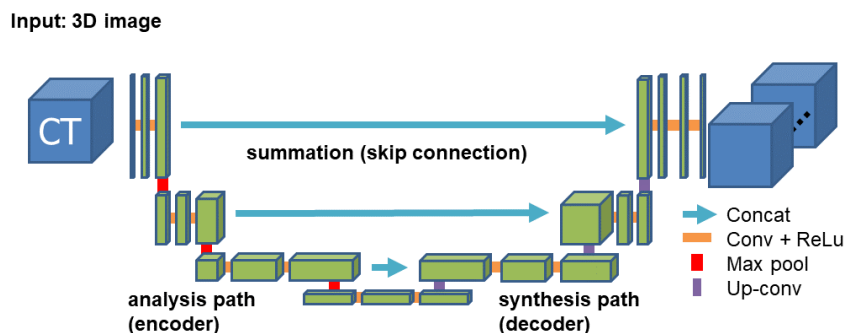 Input: 3D image
CT
summation (skip connection)
Concat
Conv + ReLu
Max pool
Up-conv
analysis path
(encoder)
synthesis path
(decoder)